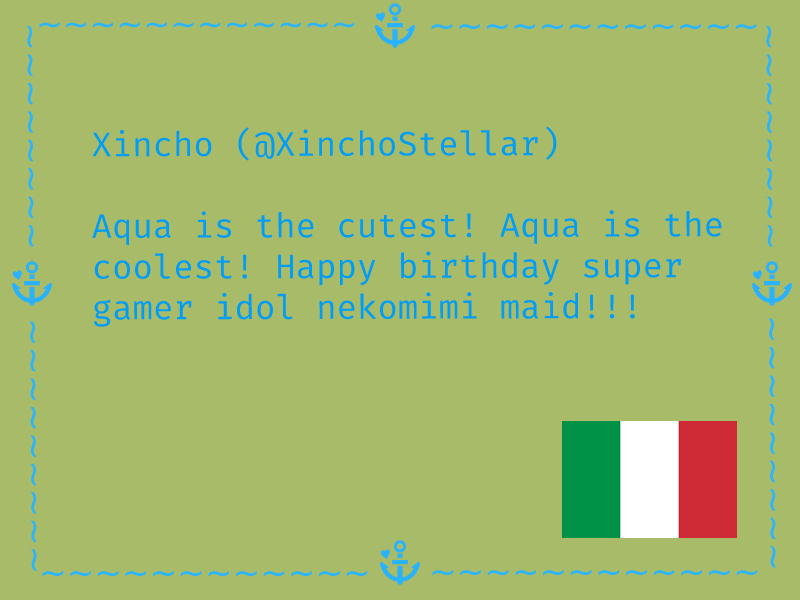 Xincho (@XinchoStellar)
Aqua is the cutest! Aqua is the
coolest! Happy birthday super
gamer idol nekomimi maid!!!